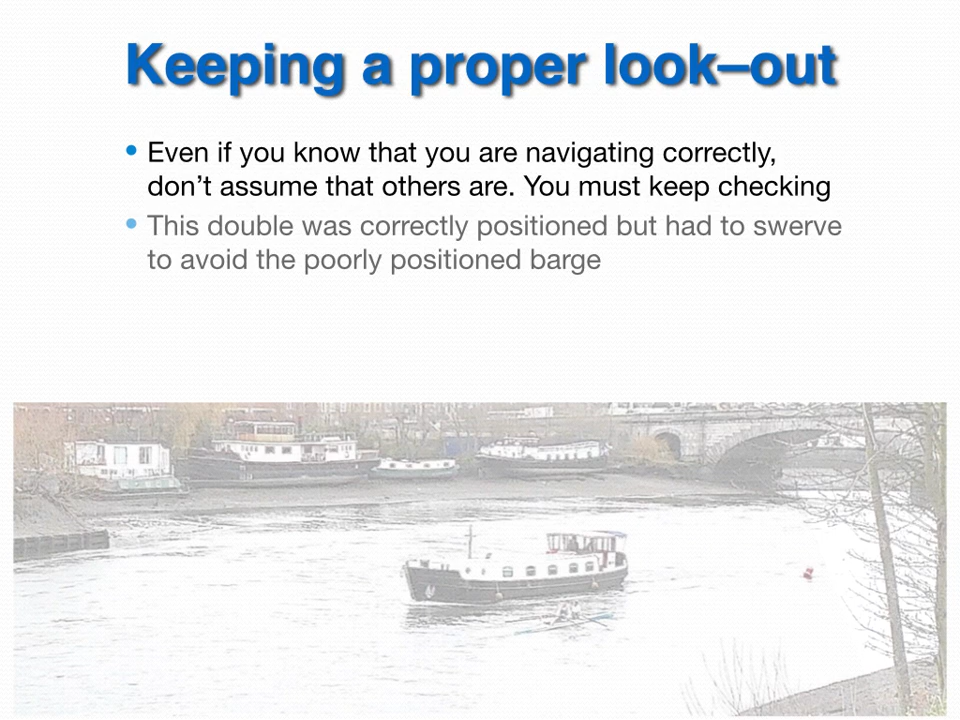 Keeping a proper look–out
• Even if you know that you are navigating correctly,
don’t assume that others are. You must keep checking
• This double was correctly positioned but had to swerve
to avoid the poorly positioned barge